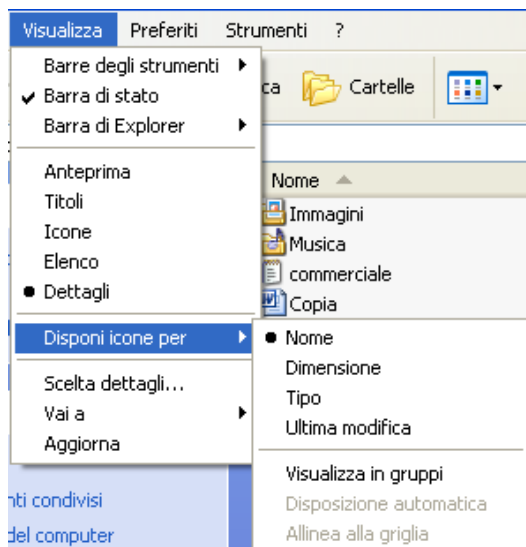 Visualizza Preferiti Strumenti ?
Barre degli strumenti
Barra di stato
Barra di Explorer
Anteprima
Titoli
Icone
Elenco
Dettagli
Disponi icone per
Scelta dettagli...
Vai a
Aggiorna
ca Cartelle
Nome
Immagini
Musica
commerciale
Copia
Nome
Dimensione
Tipo
Ultima modifica
Visualizza in gruppi
Disposizione automatica
Allinea alla griglia
nti condivisi
del computer